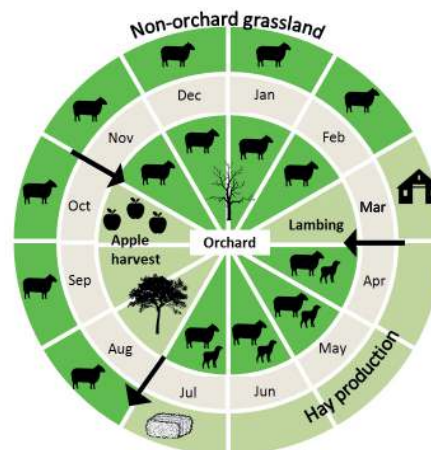 Non-orchard grassland
Jan
Feb
Mar
Apr
May
Jun
Jul
Aug
Sep
Oct
Nov
Dec
Lambing
Orchard
Apple
harvest
Hay production